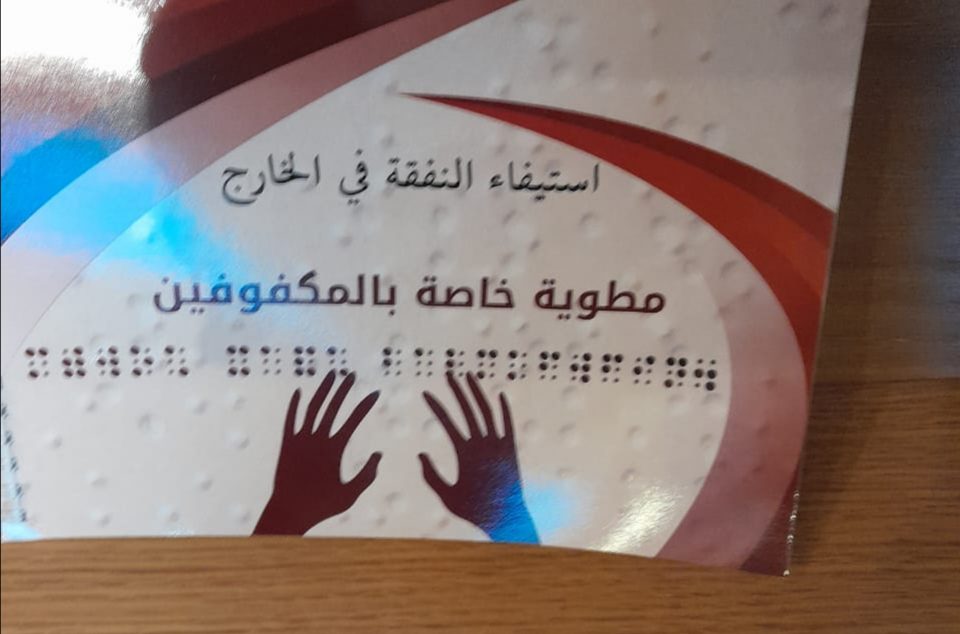 استيفاء النفقة في الخارج
مطوية خاصة بالمكفوفين